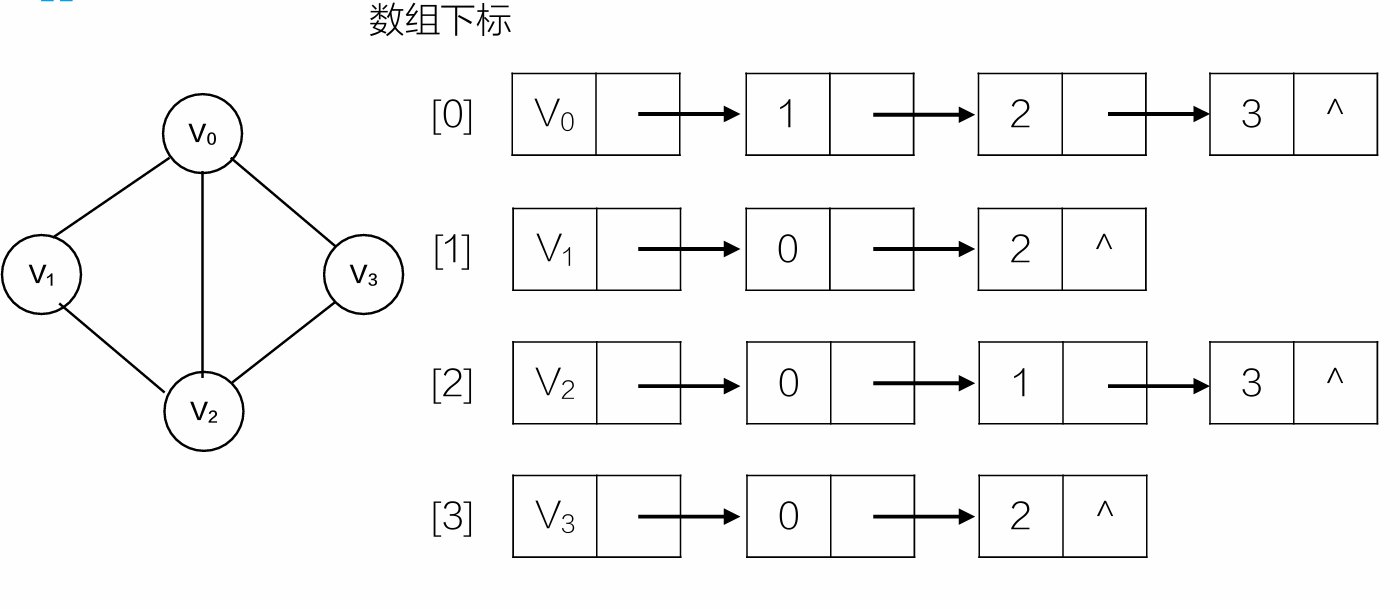 数组下标
V₀
V₁
V₃
V₂
[0] V₀ 1 2 3 ^
[1] V₁ 0 2 ^
[2] V₂ 0 1 3 ^
[3] V₃ 0 2 ^